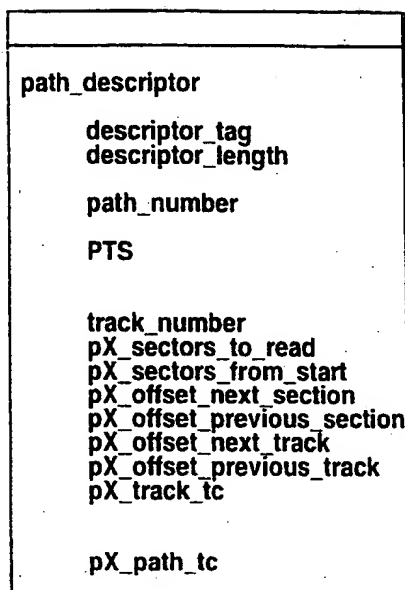 path_descriptor
descriptor_tag
descriptor_length
path_number
PTS
track_number
pX_sectors_to_read
pX_sectors_from_start
pX_offset_next_section
pX_offset_previous_section
pX_offset_next_track
pX_offset_previous_track
pX_track_tc
pX_path_tc